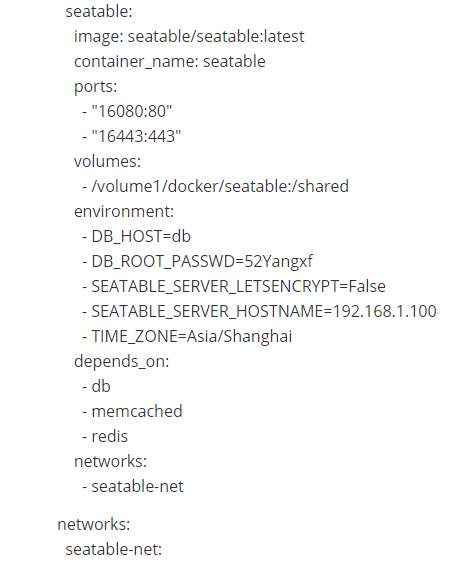 seatable:
image: seatable/seatable:latest
container_name: seatable
ports:
- "16080:80"
- "16443:443"
volumes:
- /volume1/docker/seatable:/shared
environment:
- DB_HOST=db
- DB_ROOT_PASSWD=52Yangxf
- SEATABLE_SERVER_LETSENCRYPT=False
- SEATABLE_SERVER_HOSTNAME=192.168.1.100
- TIME_ZONE=Asia/Shanghai
depends_on:
- db
- memcached
- redis
networks:
- seatable-net
networks:
seatable-net: